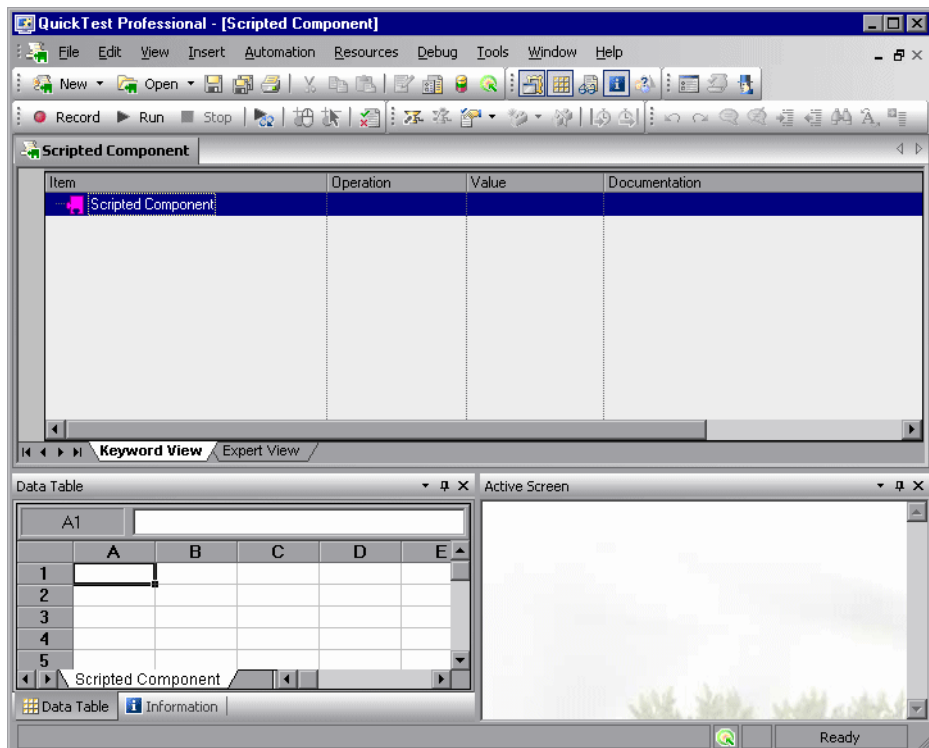 QuickTest Professional - [Scripted Component]
File Edit View Insert Automation Resources Debug Tools Window Help
New Open
Record Run Stop
Scripted Component
Item Operation Value Documentation
Scripted Component
Keyword View Expert View
Data Table Active Screen
A1
A B C D E
1
2
3
4
5
Scripted Component
Data Table Information
Ready